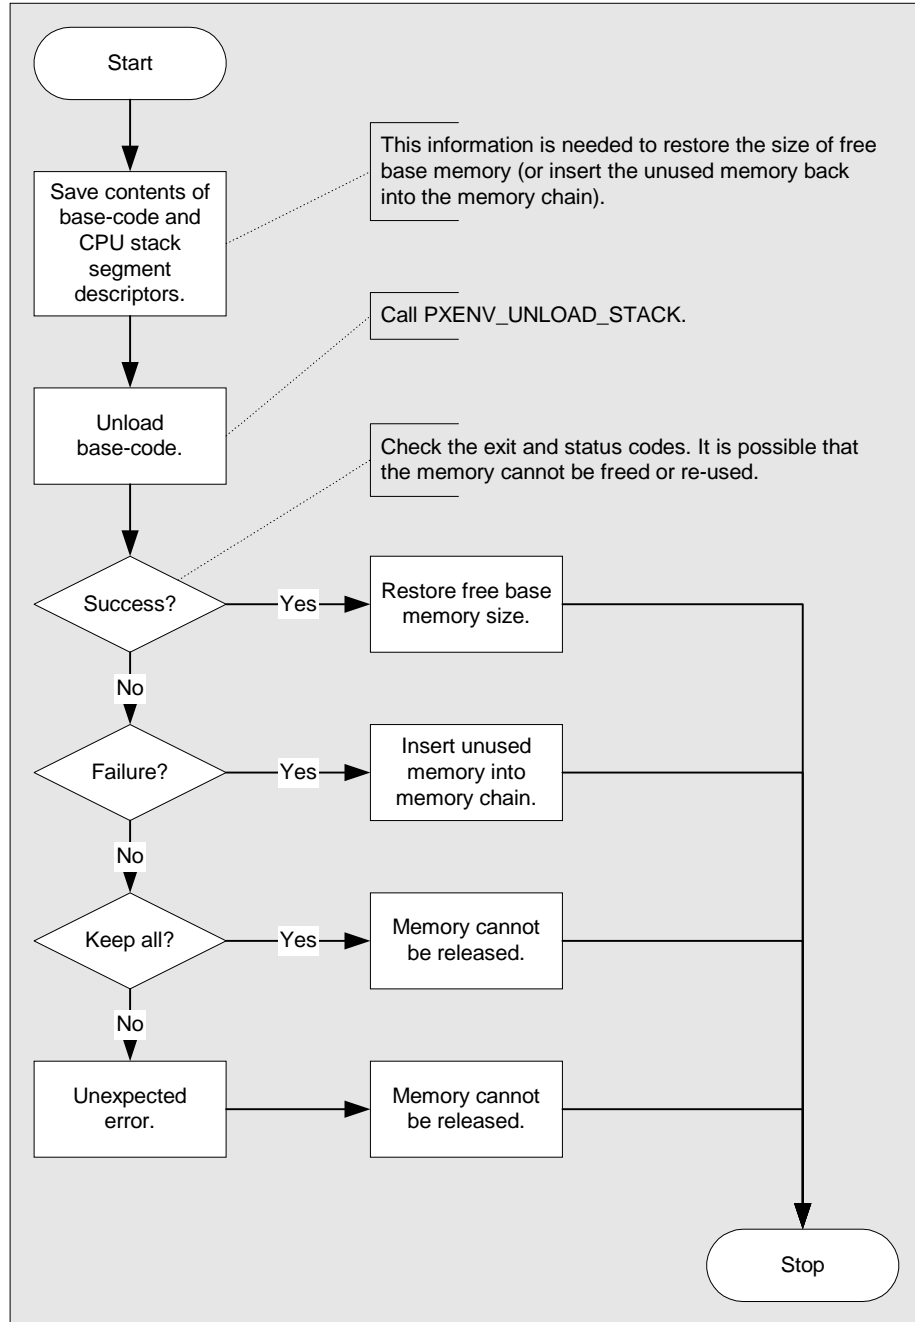 Start
This information is needed to restore the size of free
base memory (or insert the unused memory back
into the memory chain).
Save contents of
base-code and
CPU stack
segment
descriptors.
Call PXENV_UNLOAD_STACK.
Unload
base-code.
Check the exit and status codes. It is possible that
the memory cannot be freed or re-used.
Success?
Yes
Restore free base
memory size.
No
Failure?
Yes
Insert unused
memory into
memory chain.
No
Keep all?
Yes
Memory cannot
be released.
No
Unexpected
error.
Memory cannot
be released.
Stop